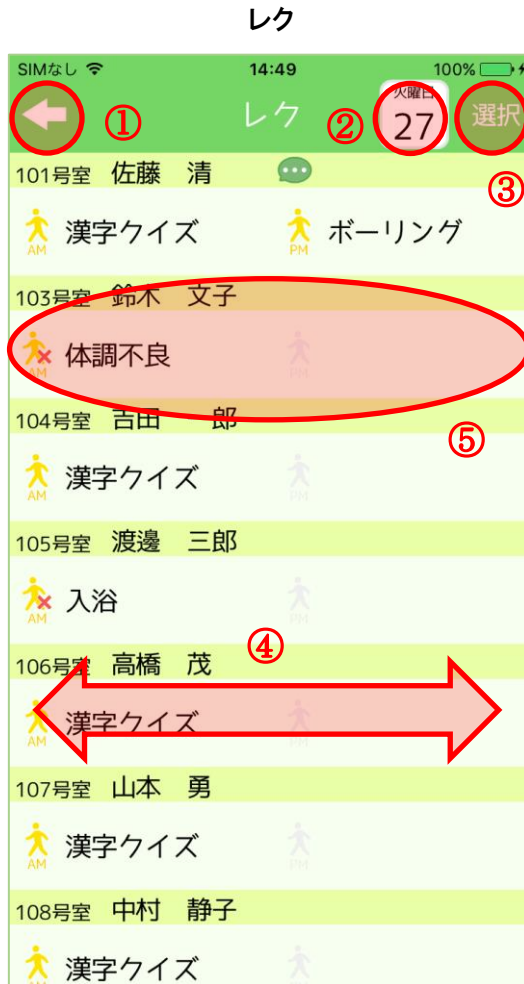 レク
SIMなし 14:49 100%
① レク ② 火曜日 27 選択
③
101号室 佐藤 清
AM 漢字クイズ PM ボーリング
103号室 鈴木 文子
AM 体調不良 PM
104号室 吉田 郎
⑤
AM 漢字クイズ PM
105号室 渡邊 三郎
AM 入浴 PM
④
106号室 高橋 茂
AM 漢字クイズ PM
107号室 山本 勇
AM 漢字クイズ PM
108号室 中村 静子
漢字クイズ